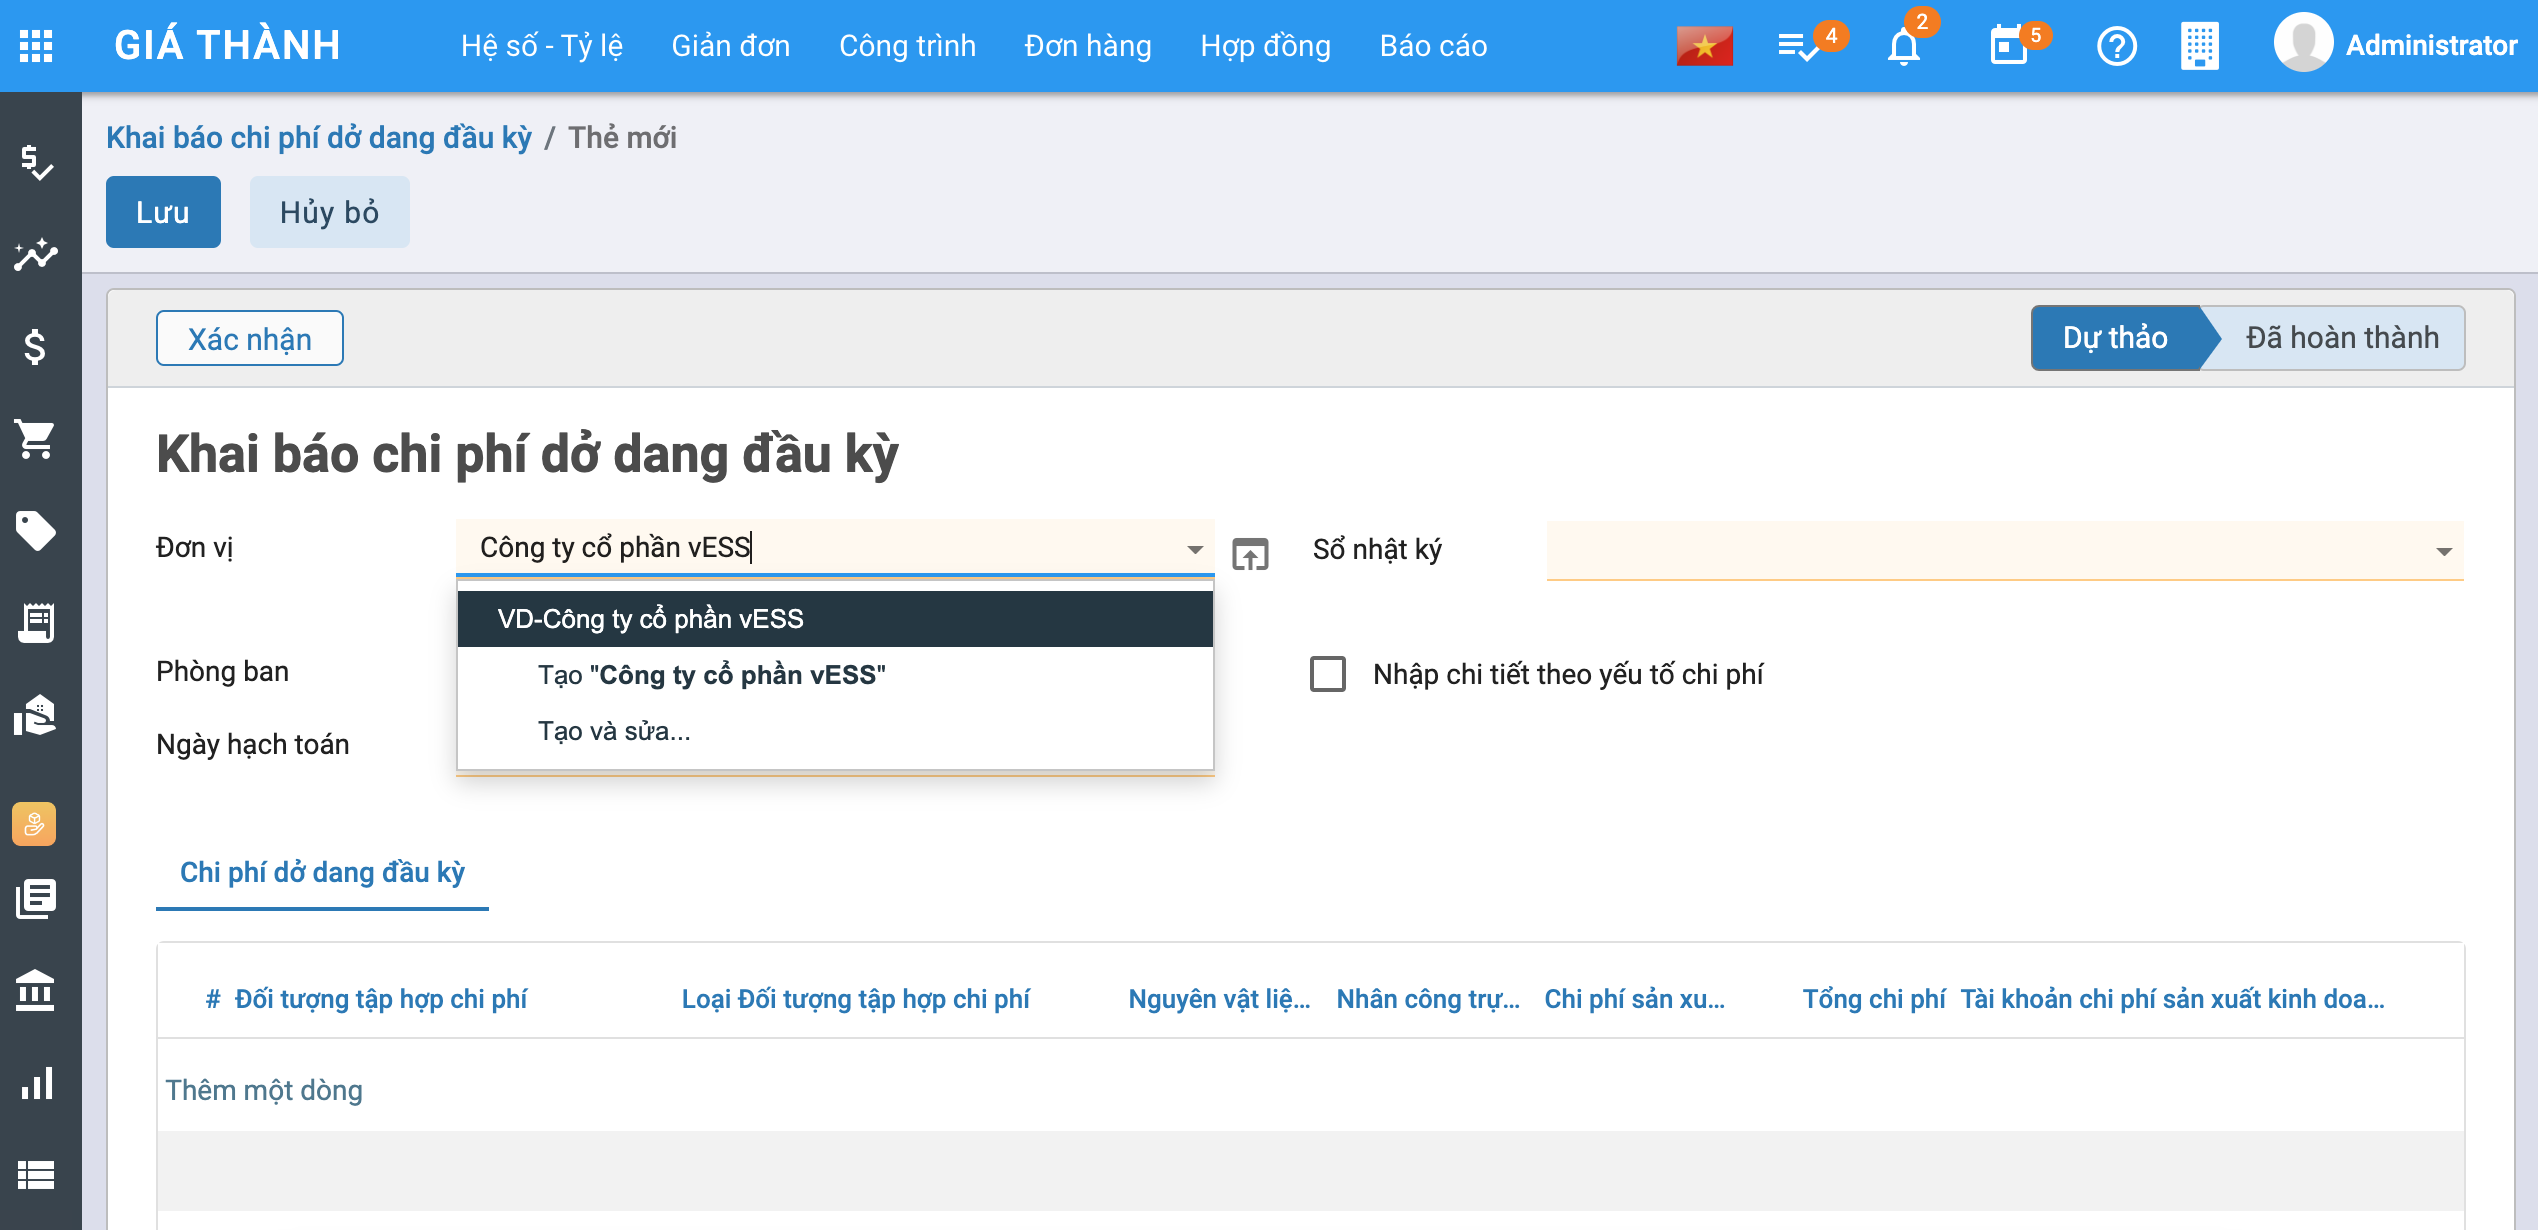 GIÁ THÀNH
Hệ số - Tỷ lệ
Giản đơn
Công trình
Đơn hàng
Hợp đồng
Báo cáo
4
2
5
Administrator
Khai báo chi phí dở dang đầu kỳ / Thẻ mới
Lưu
Hủy bỏ
Xác nhận
Dự thảo
Đã hoàn thành
Khai báo chi phí dở dang đầu kỳ
Đơn vị
Công ty cổ phần vESS
Sổ nhật ký
VD-Công ty cổ phần vESS
Tạo "Công ty cổ phần vESS"
Tạo và sửa...
Phòng ban
Nhập chi tiết theo yếu tố chi phí
Ngày hạch toán
Chi phí dở dang đầu kỳ
# Đối tượng tập hợp chi phí
Loại Đối tượng tập hợp chi phí
Nguyên vật liệ...
Nhân công trự...
Chi phí sản xu...
Tổng chi phí
Tài khoản chi phí sản xuất kinh doa...
Thêm một dòng